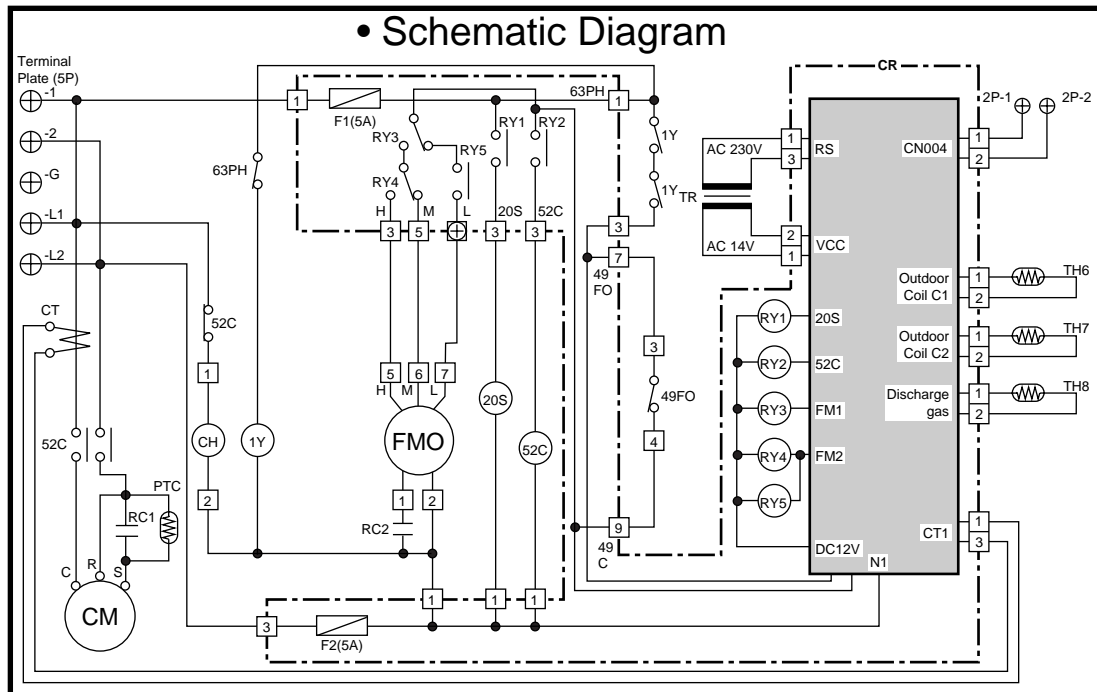 • Schematic Diagram
Terminal
Plate (5P)
-1
-2
-G
-L1
-L2
CT
52C
52C
PTC
RC1
C
R
S
CM
63PH
1
CH
2
1Y
1
F1(5A)
RY3
RY4
RY5
RY1
RY2
63PH
1
H
M
L
20S
52C
3
5
3
3
5
6
7
H
M
L
FMO
1
2
RC2
20S
52C
1
1
1
3
F2(5A)
1Y
1Y
3
7
49
FO
3
49FO
4
9
49
C
CR
AC 230V
TR
AC 14V
1
3
RS
2
1
VCC
RY1
20S
RY2
52C
RY3
FM1
RY4
FM2
RY5
DC12V
N1
CN004
1
2
2P-1
2P-2
Outdoor
Coil C1
1
2
TH6
Outdoor
Coil C2
1
2
TH7
Discharge
gas
1
2
TH8
CT1
1
3